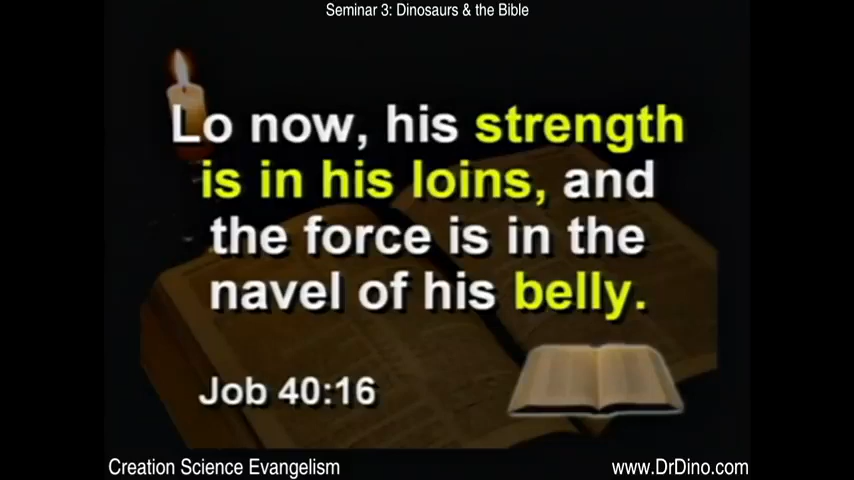 Seminar 3: Dinosaurs & the Bible
Lo now, his strength
is in his loins, and
the force is in the
navel of his belly.
Job 40:16
Creation Science Evangelism
www.DrDino.com